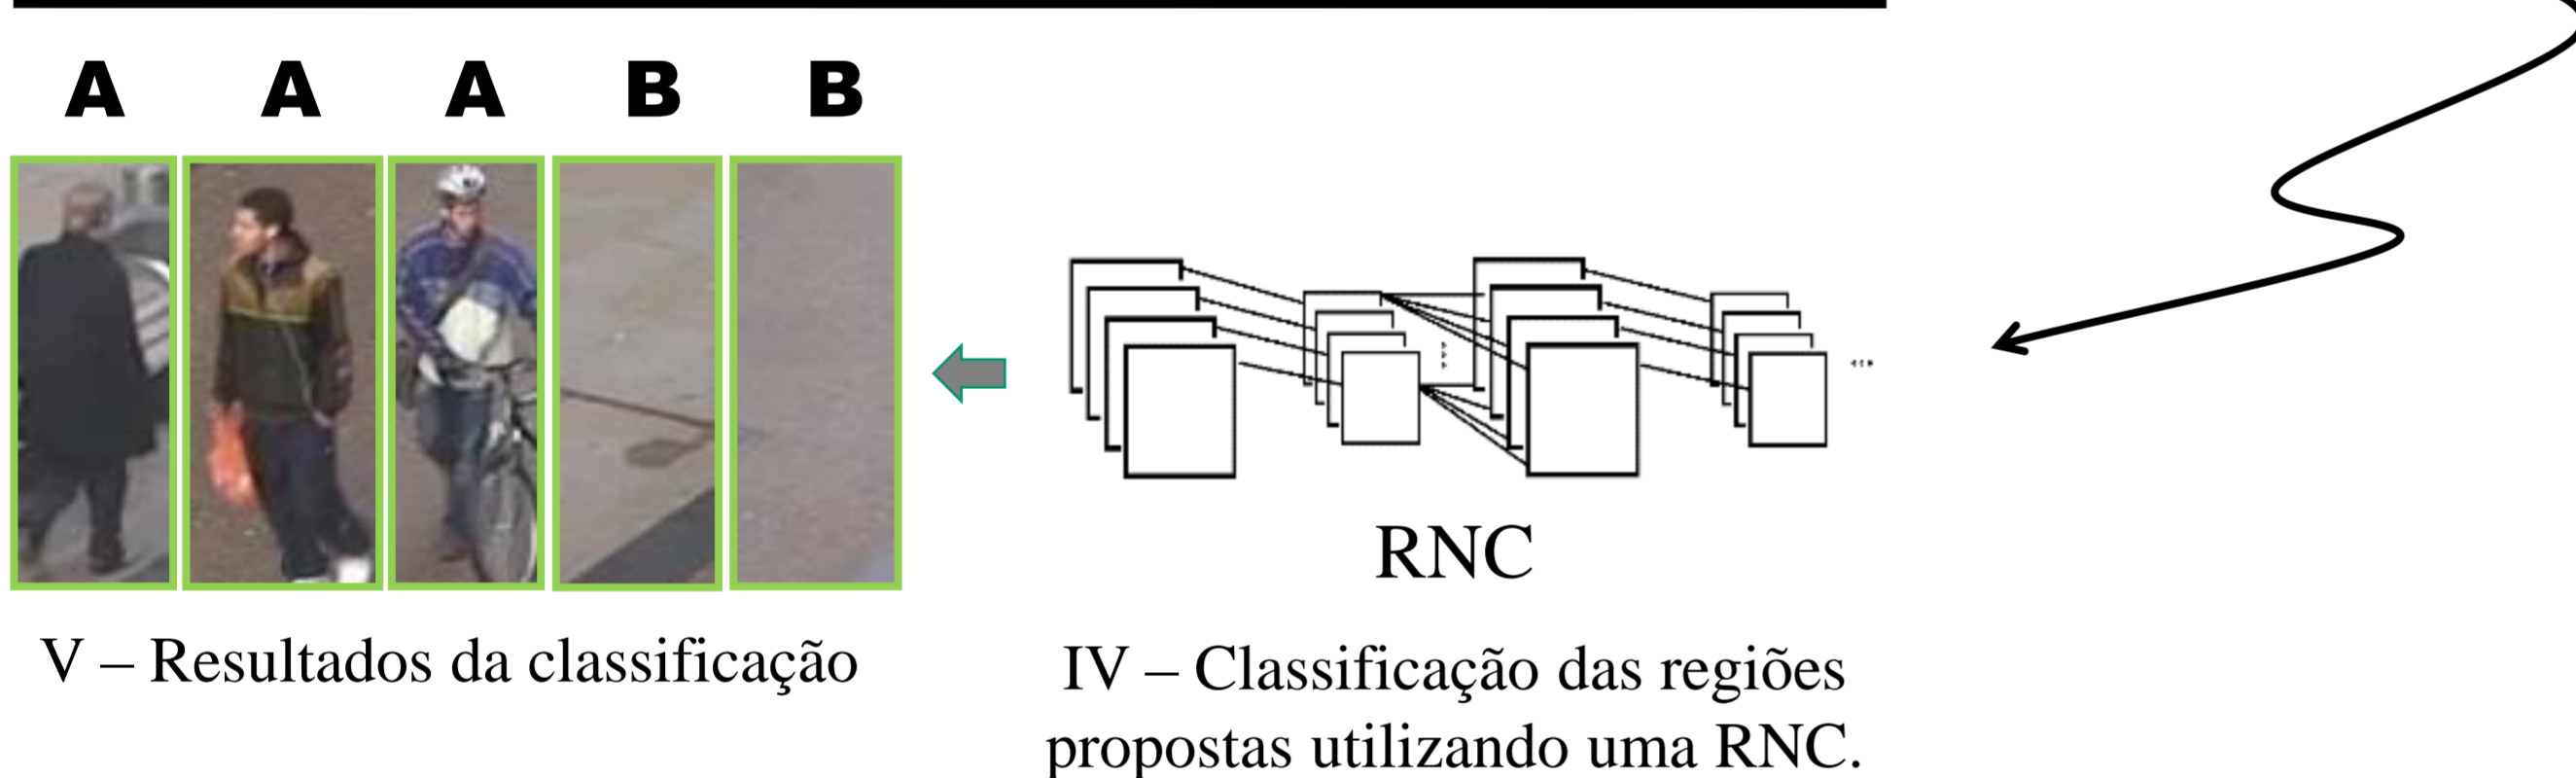 A A A B B
RNC
V – Resultados da classificação
IV – Classificação das regiões
propostas utilizando uma RNC.